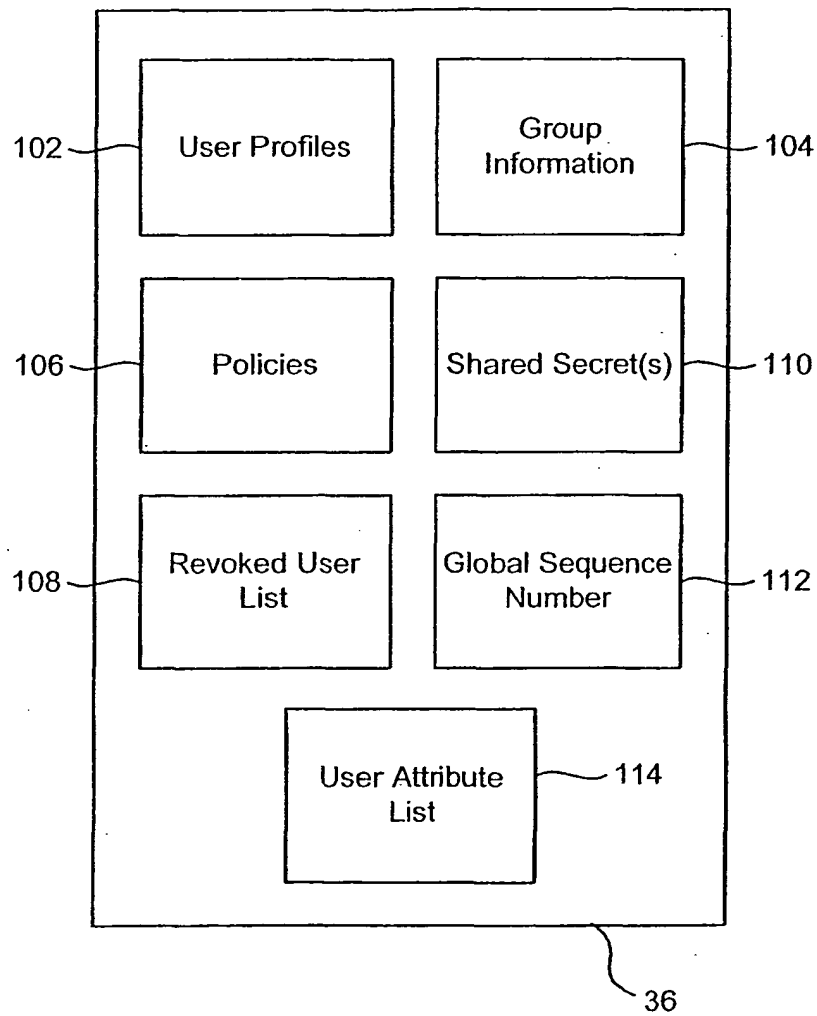 102
User Profiles
Group
Information
104
106
Policies
Shared Secret(s)
110
108
Revoked User
List
Global Sequence
Number
112
User Attribute
List
114
36